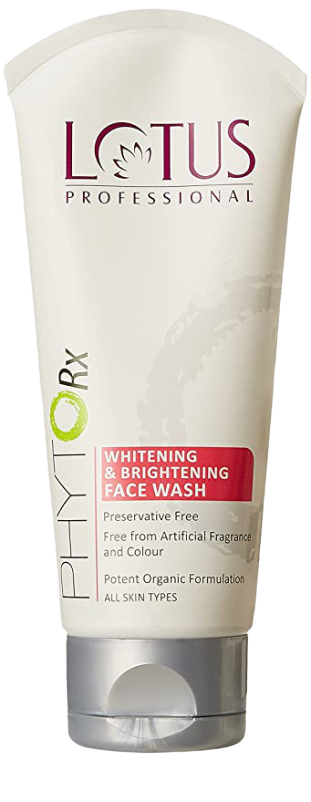 LOTUS
PROFESSIONAL
PHYTORx
WHITENING
& BRIGHTENING
FACE WASH
Preservative Free
Free from Artificial Fragrance
and Colour
Potent Organic Formulation
ALL SKIN TYPES